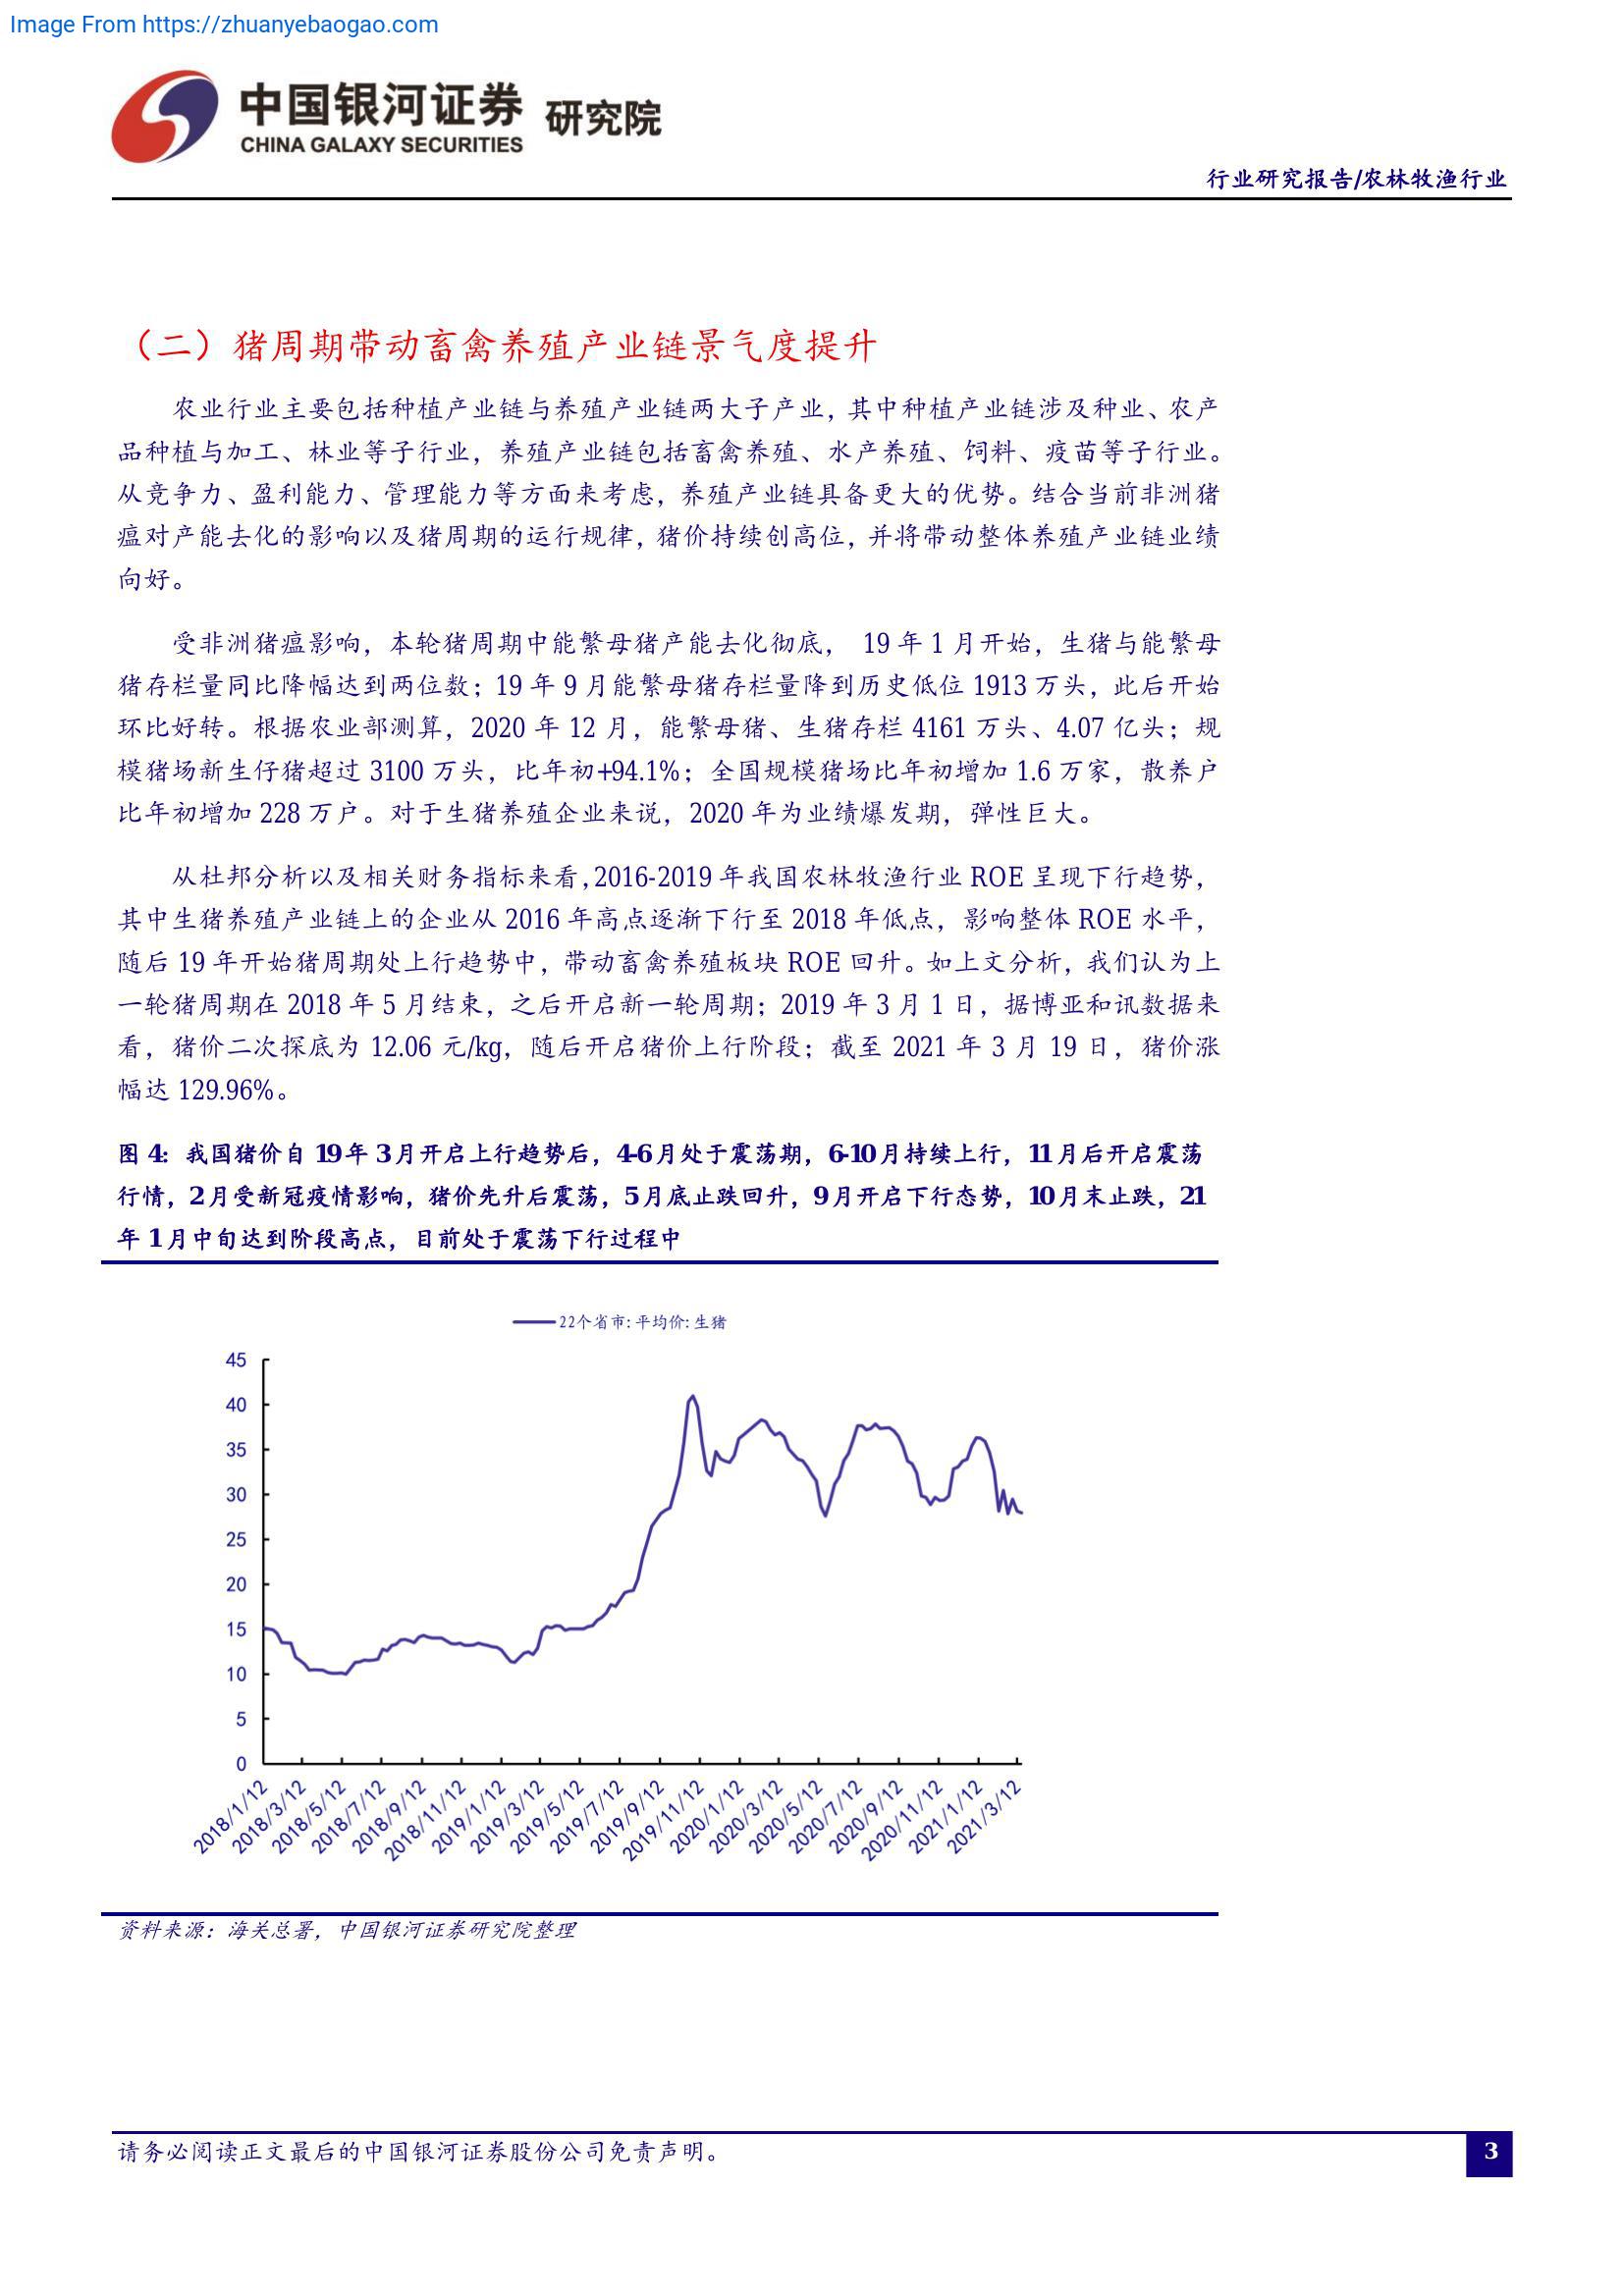 Image From https://zhuanyebaogao.com
中国银河证券 研究院
CHINA GALAXY SECURITIES
行业研究报告/农林牧渔行业
（二）猪周期带动畜禽养殖产业链景气度提升
农业行业主要包括种植产业链与养殖产业链两大子产业，其中种植产业链涉及种业、农产
品种植与加工、林业等子行业，养殖产业链包括畜禽养殖、水产养殖、饲料、疫苗等子行业。
从竞争力、盈利能力、管理能力等方面来考虑，养殖产业链具备更大的优势。结合当前非洲猪
瘟对产能去化的影响以及猪周期的运行规律，猪价持续创高位，并将带动整体养殖产业链业绩
向好。
受非洲猪瘟影响，本轮猪周期中能繁母猪产能去化彻底， 19 年 1 月开始，生猪与能繁母
猪存栏量同比降幅达到两位数；19 年 9 月能繁母猪存栏量降到历史低位 1913 万头，此后开始
环比好转。根据农业部测算，2020 年 12 月，能繁母猪、生猪存栏 4161 万头、4.07 亿头；规
模猪场新生仔猪超过 3100 万头，比年初+94.1%；全国规模猪场比年初增加 1.6 万家，散养户
比年初增加 228 万户。对于生猪养殖企业来说，2020 年为业绩爆发期，弹性巨大。
从杜邦分析以及相关财务指标来看，2016-2019 年我国农林牧渔行业 ROE 呈现下行趋势，
其中生猪养殖产业链上的企业从 2016 年高点逐渐下行至 2018 年低点，影响整体 ROE 水平，
随后 19 年开始猪周期处上行趋势中，带动畜禽养殖板块 ROE 回升。如上文分析，我们认为上
一轮猪周期在 2018 年 5 月结束，之后开启新一轮周期；2019 年 3 月 1 日，据博亚和讯数据来
看，猪价二次探底为 12.06 元/kg，随后开启猪价上行阶段；截至 2021 年 3 月 19 日，猪价涨
幅达 129.96%。
图 4：我国猪价自 19 年 3 月开启上行趋势后，4-6 月处于震荡期，6-10 月持续上行，11 月后开启震荡
行情，2 月受新冠疫情影响，猪价先升后震荡，5 月底止跌回升，9 月开启下行态势，10 月末止跌，21
年 1 月中旬达到阶段高点，目前处于震荡下行过程中
22个省市:平均价:生猪
45
40
35
30
25
20
15
10
5
0
2018/1/12
2018/3/12
2018/5/12
2018/7/12
2018/9/12
2018/11/12
2019/1/12
2019/3/12
2019/5/12
2019/7/12
2019/9/12
2019/11/12
2020/1/12
2020/3/12
2020/5/12
2020/7/12
2020/9/12
2020/11/12
2021/1/12
2021/3/12
资料来源：海关总署，中国银河证券研究院整理
请务必阅读正文最后的中国银河证券股份公司免责声明。
3